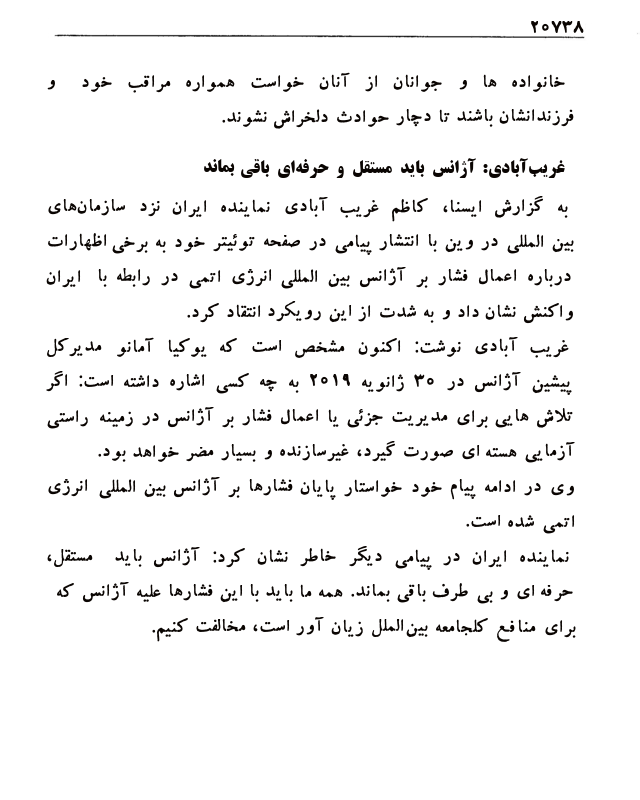 ۲۰۷۳۸
خانواده ها و جوانان از آنان خواست همواره مراقب خود و
فرزندانشان باشند تا دچار حوادث دلخراش نشوند.
غریب‌آبادی: آژانس باید مستقل و حرفه‌ای باقی بماند
به گزارش ایسنا، کاظم غریب آبادی نماینده ایران نزد سازمان‌های
بین المللی در وین با انتشار پیامی در صفحه توئیتر خود به برخی اظهارات
درباره اعمال فشار بر آژانس بین المللی انرژی اتمی در رابطه با ایران
واکنش نشان داد و به شدت از این رویکرد انتقاد کرد.
غریب آبادی نوشت: اکنون مشخص است که یوکیا آمانو مدیرکل
پیشین آژانس در ۳۰ ژانویه ۲۰۱۹ به چه کسی اشاره داشته است: اگر
تلاش هایی برای مدیریت جزئی یا اعمال فشار بر آژانس در زمینه راستی
آزمایی هسته ای صورت گیرد، غیرسازنده و بسیار مضر خواهد بود.
وی در ادامه پیام خود خواستار پایان فشارها بر آژانس بین المللی انرژی
اتمی شده است.
نماینده ایران در پیامی دیگر خاطر نشان کرد: آژانس باید مستقل،
حرفه ای و بی طرف باقی بماند. همه ما باید با این فشارها علیه آژانس که
برای منافع کلجامعه بین‌الملل زیان آور است، مخالفت کنیم.